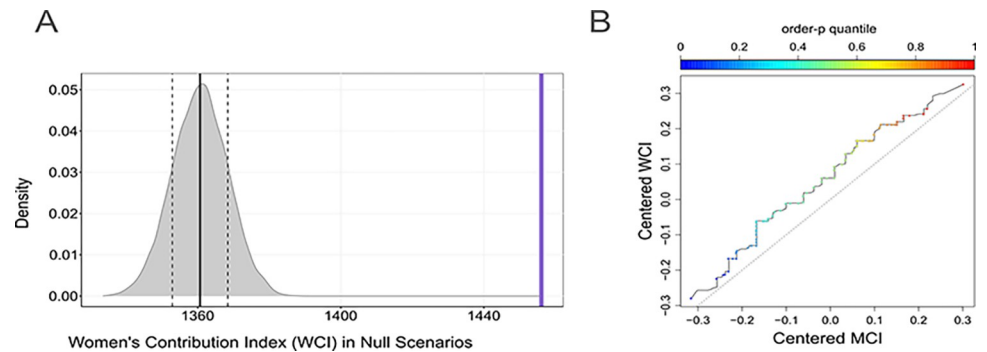 A
0.05
0.04
0.03
0.02
0.01
0.00
Density
1360 1400 1440
Women's Contribution Index (WCI) in Null Scenarios
B
order-p quantile
0 0.2 0.4 0.6 0.8 1
0.3
0.2
0.1
0.0
−0.1
−0.2
−0.3
Centered WCI
−0.3 −0.2 −0.1 0.0 0.1 0.2 0.3
Centered MCI